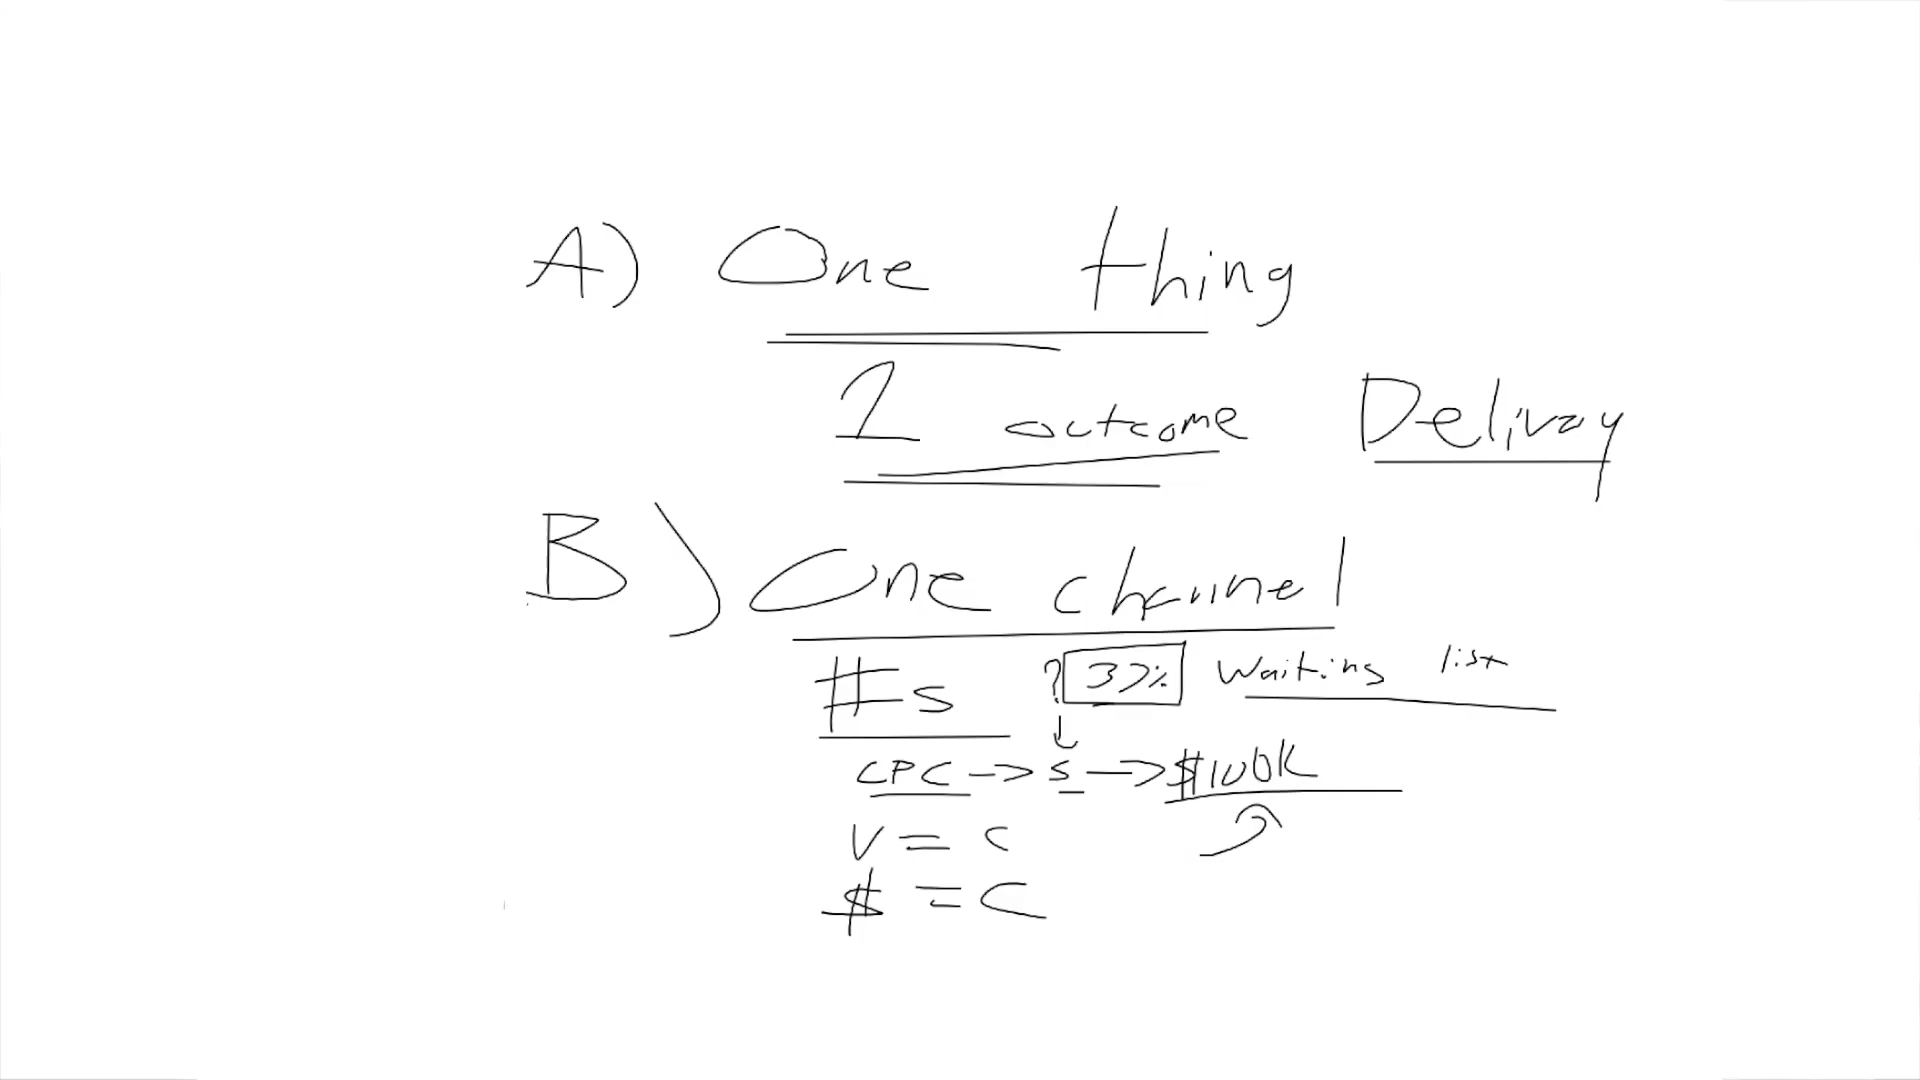 A) One thing
1 outcome Delivery
B) One channel
#s ? 37% Waiting list
CPC -> S -> $100K
V = C
$ = C